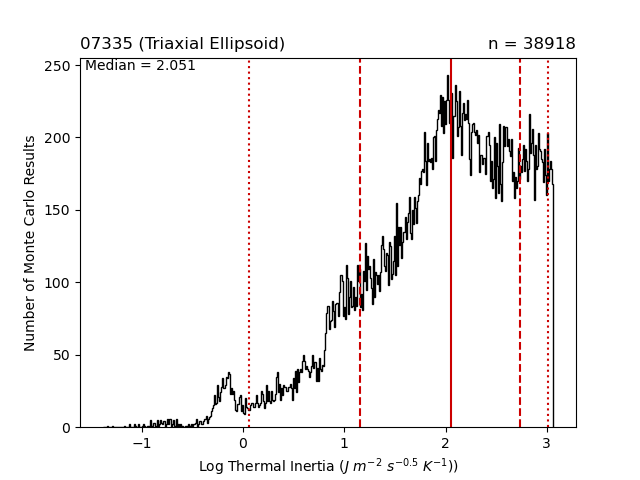 07335 (Triaxial Ellipsoid)
n = 38918
Median = 2.051
250
200
150
100
50
0
Number of Monte Carlo Results
−1
0
1
2
3
Log Thermal Inertia (J m⁻² s⁻⁰·⁵ K⁻¹))